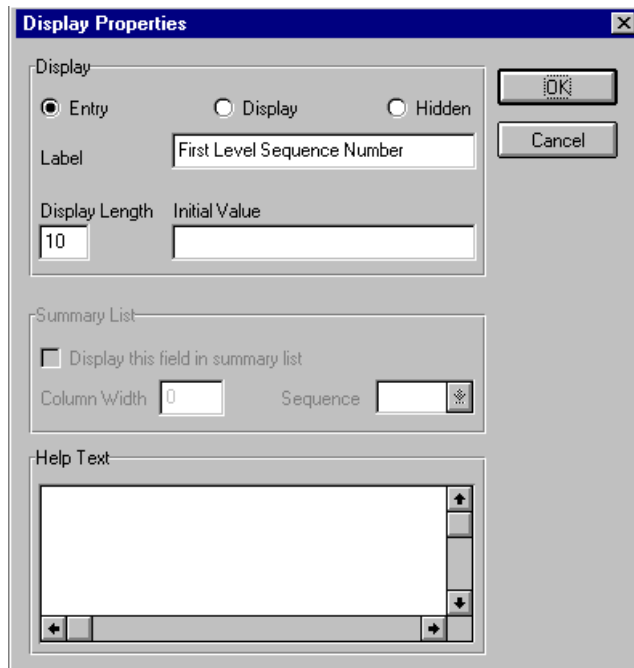 Display Properties
Display
OK
Entry Display Hidden
Cancel
Label First Level Sequence Number
Display Length Initial Value
10
Summary List
Display this field in summary list
Column Width 0 Sequence
Help Text